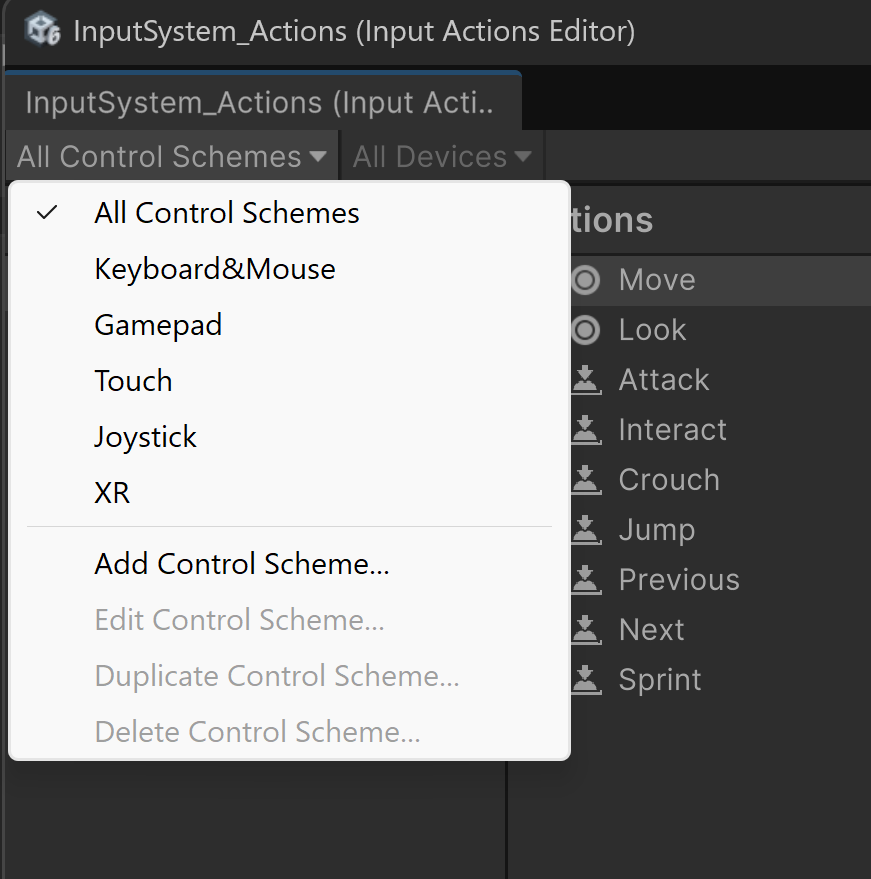 InputSystem_Actions (Input Actions Editor)
InputSystem_Actions (Input Acti..
All Control Schemes
All Devices
All Control Schemes
Keyboard&Mouse
Gamepad
Touch
Joystick
XR
Add Control Scheme...
Edit Control Scheme...
Duplicate Control Scheme...
Delete Control Scheme...
tions
Move
Look
Attack
Interact
Crouch
Jump
Previous
Next
Sprint